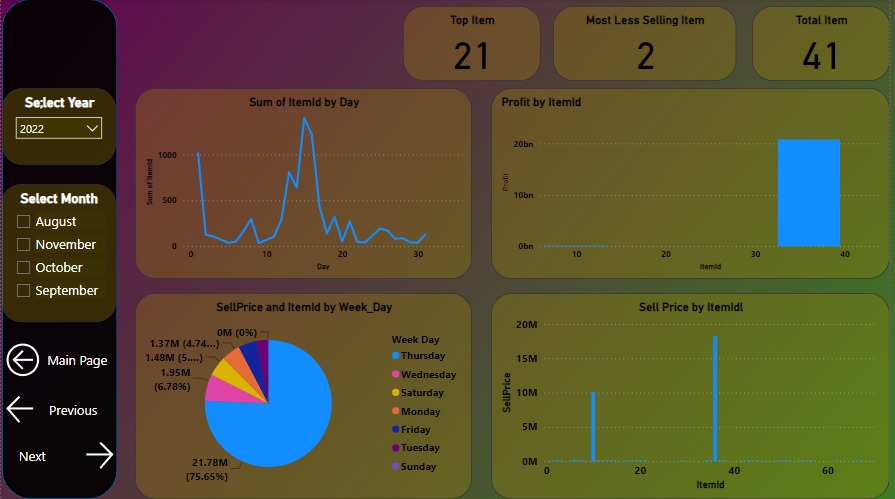 Top Item
21
Most Less Selling Item
2
Total Item
41
Se;lect Year
2022
Select Month
August
November
October
September
Main Page
Previous
Next
Sum of ItemId by Day
1000
500
0
Sum of ItemId
0 10 20 30
Day
Profit by ItemId
20bn
10bn
0bn
Profit
10 20 30 40
ItemId
SellPrice and ItemId by Week_Day
0M (0%)
1.37M (4.74...)
1.48M (5....)
1.95M
(6.78%)
21.78M
(75.65%)
Week Day
Thursday
Wednesday
Saturday
Monday
Friday
Tuesday
Sunday
Sell Price by ItemIdl
20M
15M
10M
5M
0M
SellPrice
0 20 40 60
ItemId